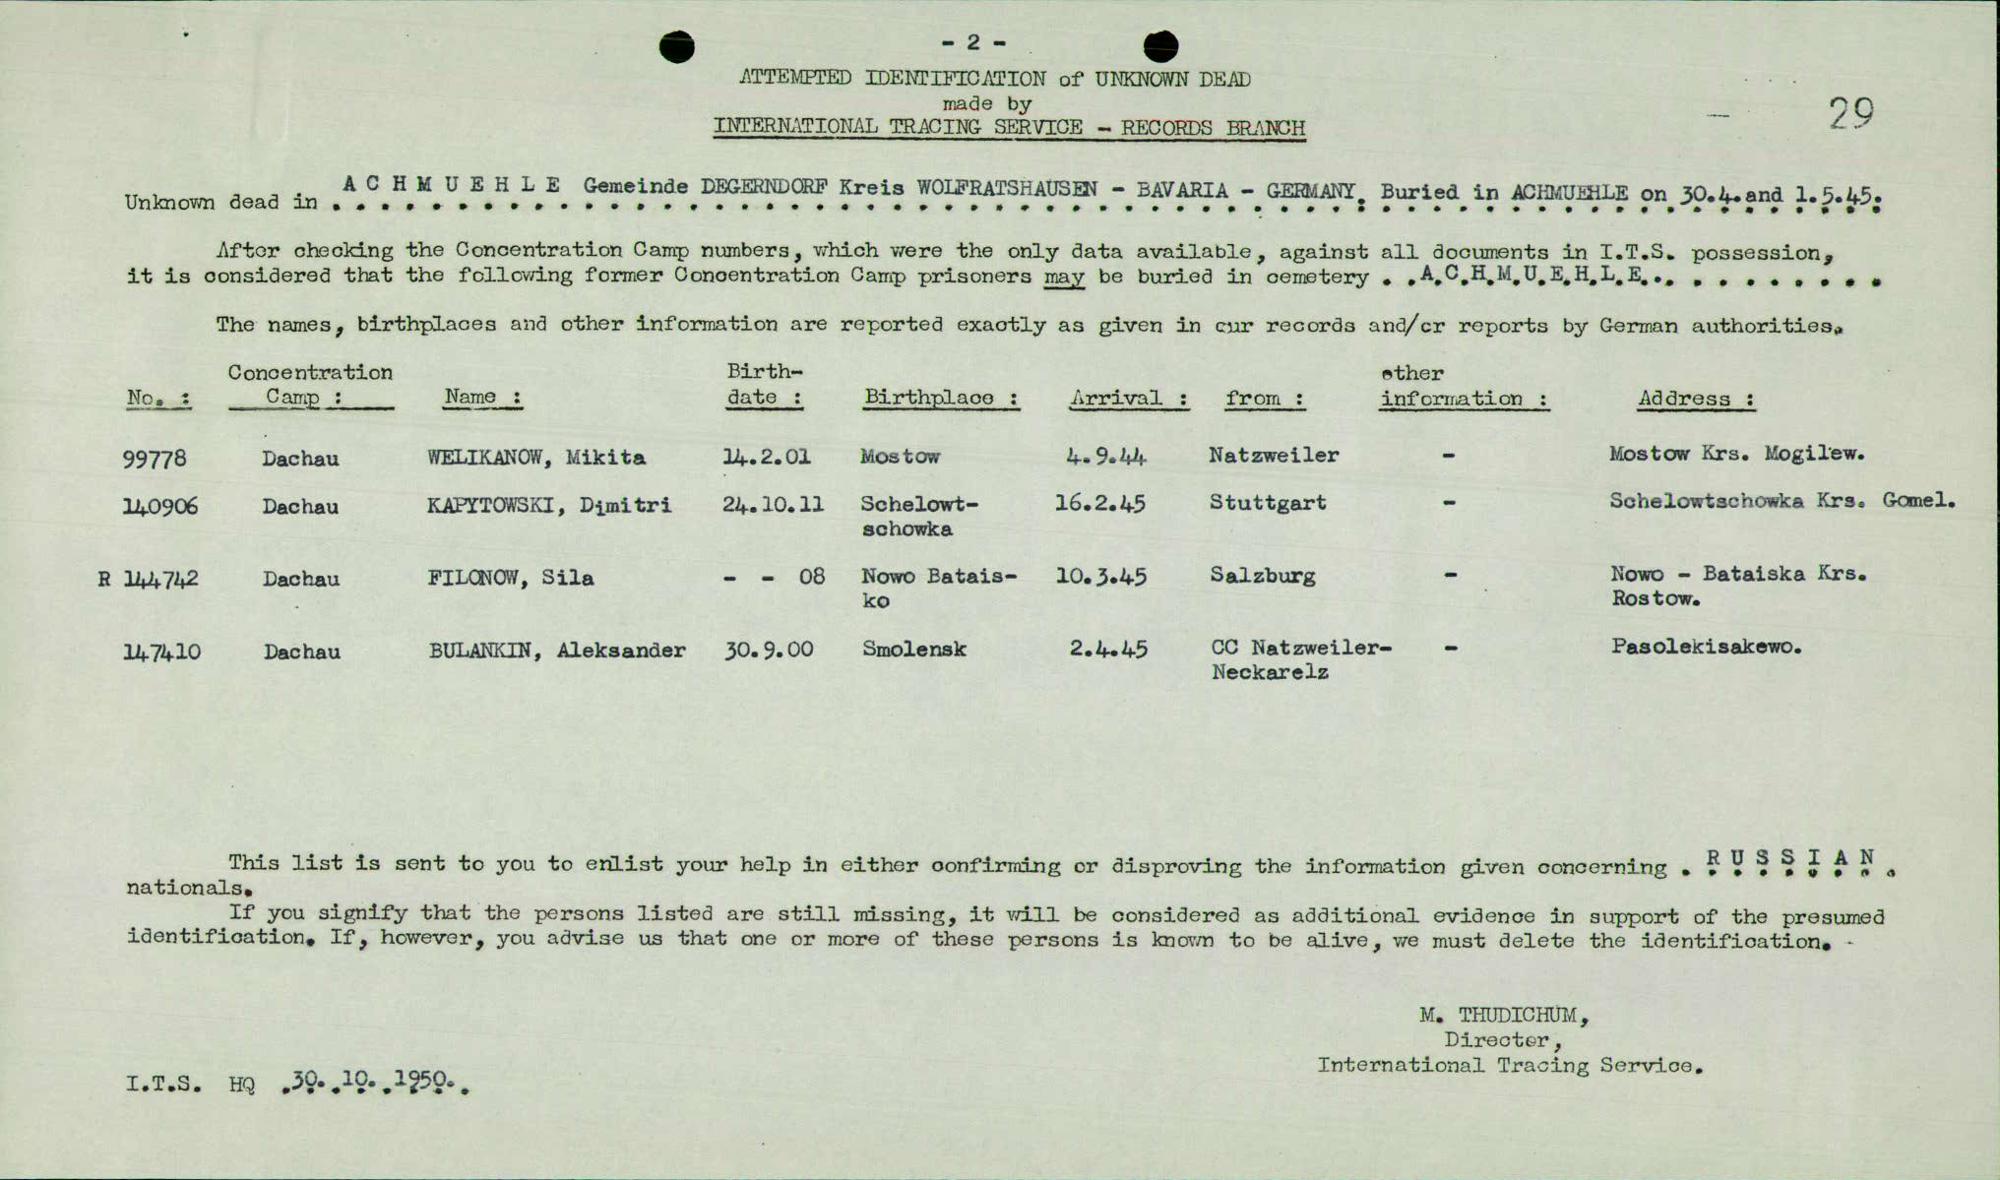 - 2 -
ATTEMPTED IDENTIFICATION of UNKNOWN DEAD
made by
INTERNATIONAL TRACING SERVICE - RECORDS BRANCH
29
Unknown dead in A C H M U E H L E Gemeinde DEGERNDORF Kreis WOLFRATSHAUSEN - BAVARIA - GERMANY. Buried in ACHMUEHLE on 30.4.and 1.5.45.
After checking the Concentration Camp numbers, which were the only data available, against all documents in I.T.S. possession,
it is considered that the following former Concentration Camp prisoners may be buried in cemetery . .A.C.H.M.U.E.H.L.E.. . . . . . . . .
The names, birthplaces and other information are reported exactly as given in our records and/or reports by German authorities.
No. : Concentration Camp : Name : Birth-date : Birthplace : Arrival : from : other information : Address :
99778 Dachau WELIKANOW, Mikita 14.2.01 Mostow 4.9.44 Natzweiler - Mostow Krs. Mogilew.
140906 Dachau KAPYTOWSKI, Dimitri 24.10.11 Schelowt- 16.2.45 Stuttgart - Schelowtschowka Krs. Gomel.
schowka
R 144742 Dachau FILONOW, Sila - - 08 Nowo Batais- 10.3.45 Salzburg - Nowo - Bataiska Krs.
ko Rostow.
147410 Dachau BULANKIN, Aleksander 30.9.00 Smolensk 2.4.45 CC Natzweiler- - Pasolekisakewo.
Neckarelz
This list is sent to you to enlist your help in either confirming or disproving the information given concerning . R U S S I A N .
nationals.
If you signify that the persons listed are still missing, it will be considered as additional evidence in support of the presumed
identification. If, however, you advise us that one or more of these persons is known to be alive, we must delete the identification. -
M. THUDICHUM,
Director,
International Tracing Service.
I.T.S. HQ .30. .10. .1950. .